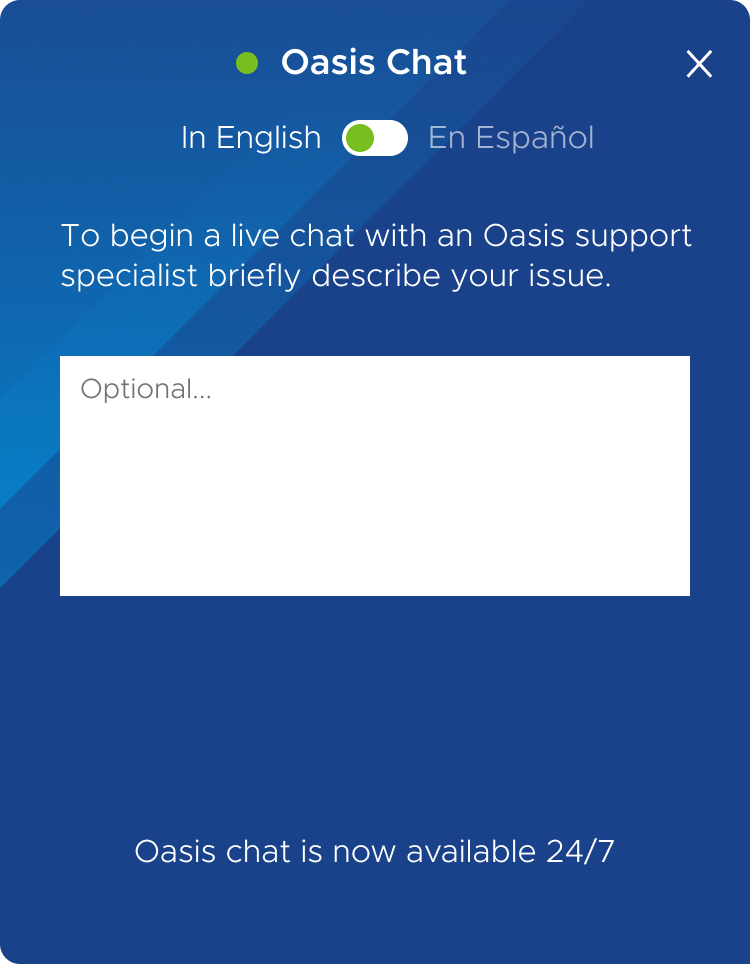 Oasis Chat
In English En Español
To begin a live chat with an Oasis support
specialist briefly describe your issue.
Optional...
Oasis chat is now available 24/7